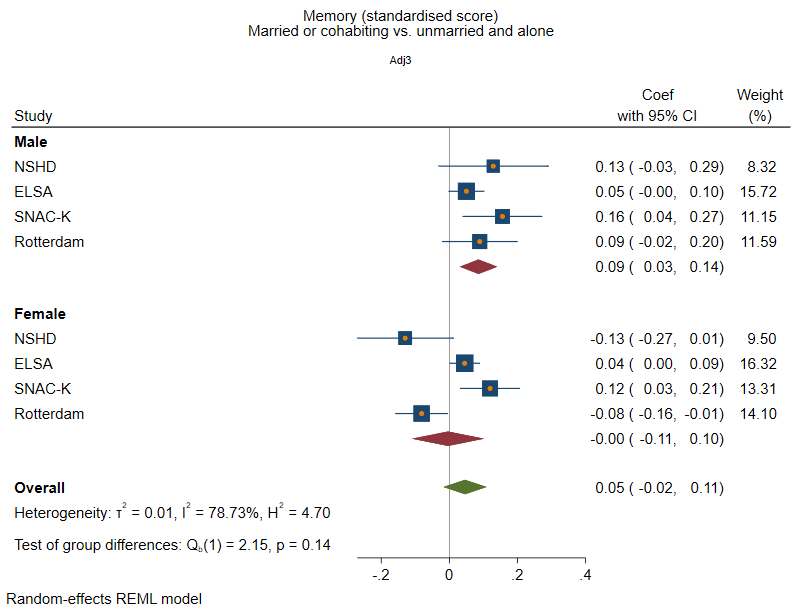 Memory (standardised score)
Married or cohabiting vs. unmarried and alone
Adj3
Coef Weight
Study with 95% CI (%)
Male
NSHD 0.13 ( -0.03, 0.29) 8.32
ELSA 0.05 ( -0.00, 0.10) 15.72
SNAC-K 0.16 ( 0.04, 0.27) 11.15
Rotterdam 0.09 ( -0.02, 0.20) 11.59
0.09 ( 0.03, 0.14)
Female
NSHD -0.13 ( -0.27, 0.01) 9.50
ELSA 0.04 ( 0.00, 0.09) 16.32
SNAC-K 0.12 ( 0.03, 0.21) 13.31
Rotterdam -0.08 ( -0.16, -0.01) 14.10
-0.00 ( -0.11, 0.10)
Overall 0.05 ( -0.02, 0.11)
Heterogeneity: τ² = 0.01, I² = 78.73%, H² = 4.70
Test of group differences: Q_b(1) = 2.15, p = 0.14
-.2 0 .2 .4
Random-effects REML model